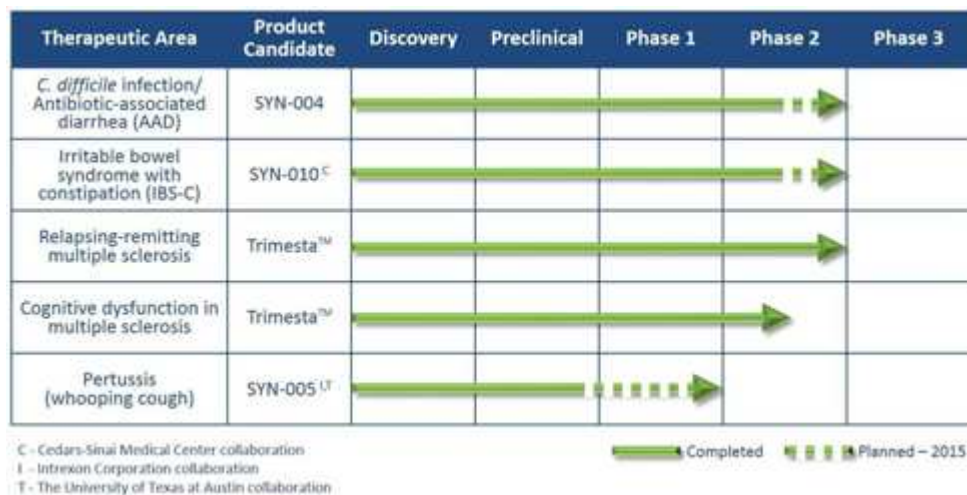 Therapeutic Area
Product Candidate
Discovery
Preclinical
Phase 1
Phase 2
Phase 3
C. difficile infection/
Antibiotic-associated
diarrhea (AAD)
SYN-004
Irritable bowel
syndrome with
constipation (IBS-C)
SYN-010 C
Relapsing-remitting
multiple sclerosis
Trimesta™
Cognitive dysfunction in
multiple sclerosis
Trimesta™
Pertussis
(whooping cough)
SYN-005 I,T
C - Cedars-Sinai Medical Center collaboration
I - Intrexon Corporation collaboration
T - The University of Texas at Austin collaboration
Completed
Planned – 2015